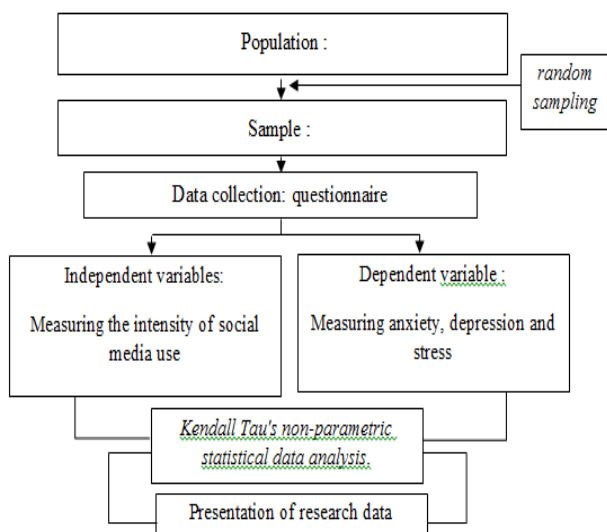 Population :
random
sampling
Sample :
Data collection: questionnaire
Independent variables:
Measuring the intensity of social
media use
Dependent variable :
Measuring anxiety, depression and
stress
Kendall Tau's non-parametric
statistical data analysis.
Presentation of research data